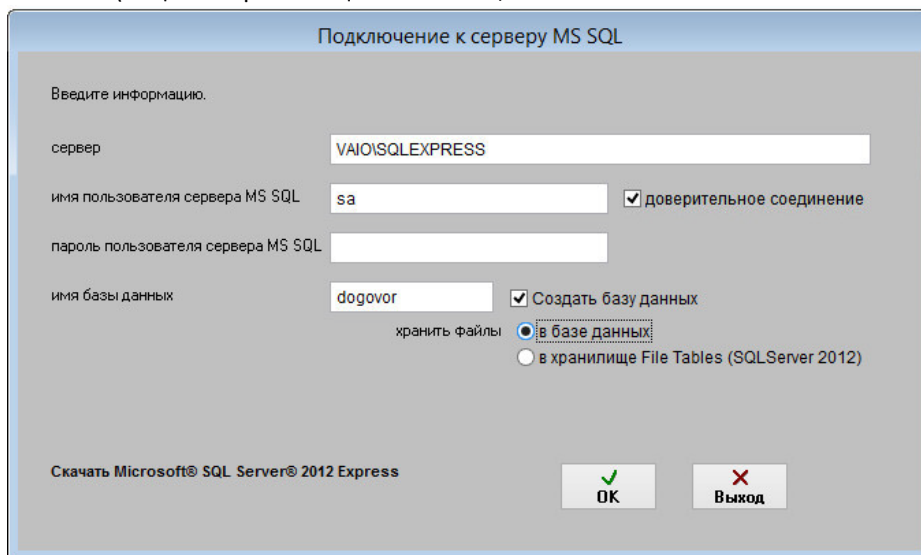 Подключение к серверу MS SQL
Введите информацию.
сервер VAIO\SQLEXPRESS
имя пользователя сервера MS SQL sa доверительное соединение
пароль пользователя сервера MS SQL
имя базы данных dogovor Создать базу данных
хранить файлы в базе данных
в хранилище File Tables (SQLServer 2012)
Скачать Microsoft® SQL Server® 2012 Express
OK Выход